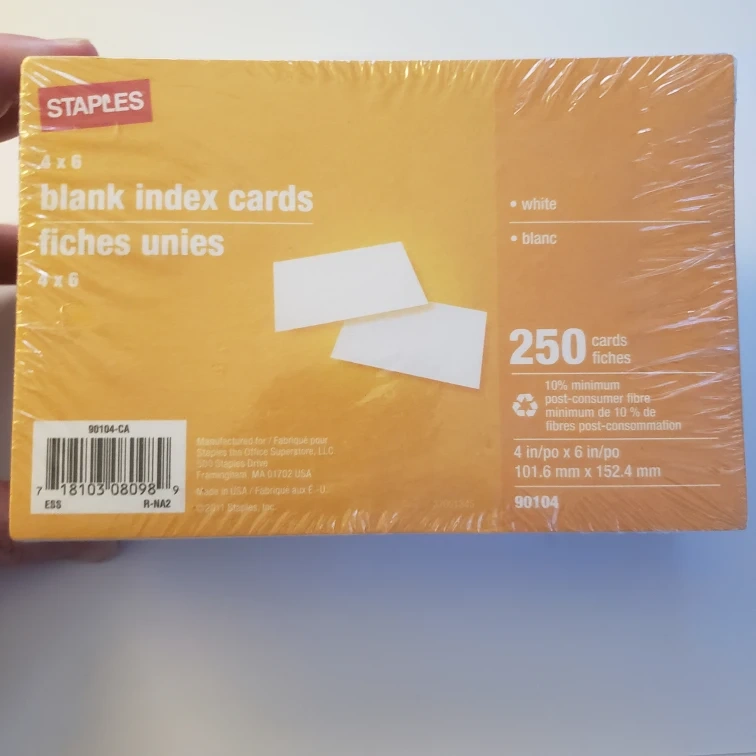 STAPLES
4 x 6
blank index cards
fiches unies
4 x 6
• white
• blanc
250 cards
fiches
10% minimum
post-consumer fibre
minimum de 10 % de
fibres post-consommation
4 in/po x 6 in/po
101.6 mm x 152.4 mm
90104
90104-CA
7 18103 08098 9
ESS R-NA2
Manufactured for / Fabriqué pour
Staples the Office Superstore, LLC
Staples Drive
Framingham, MA 01702 USA
Made in USA / Fabriqué aux É.-U.
Staples, Inc.